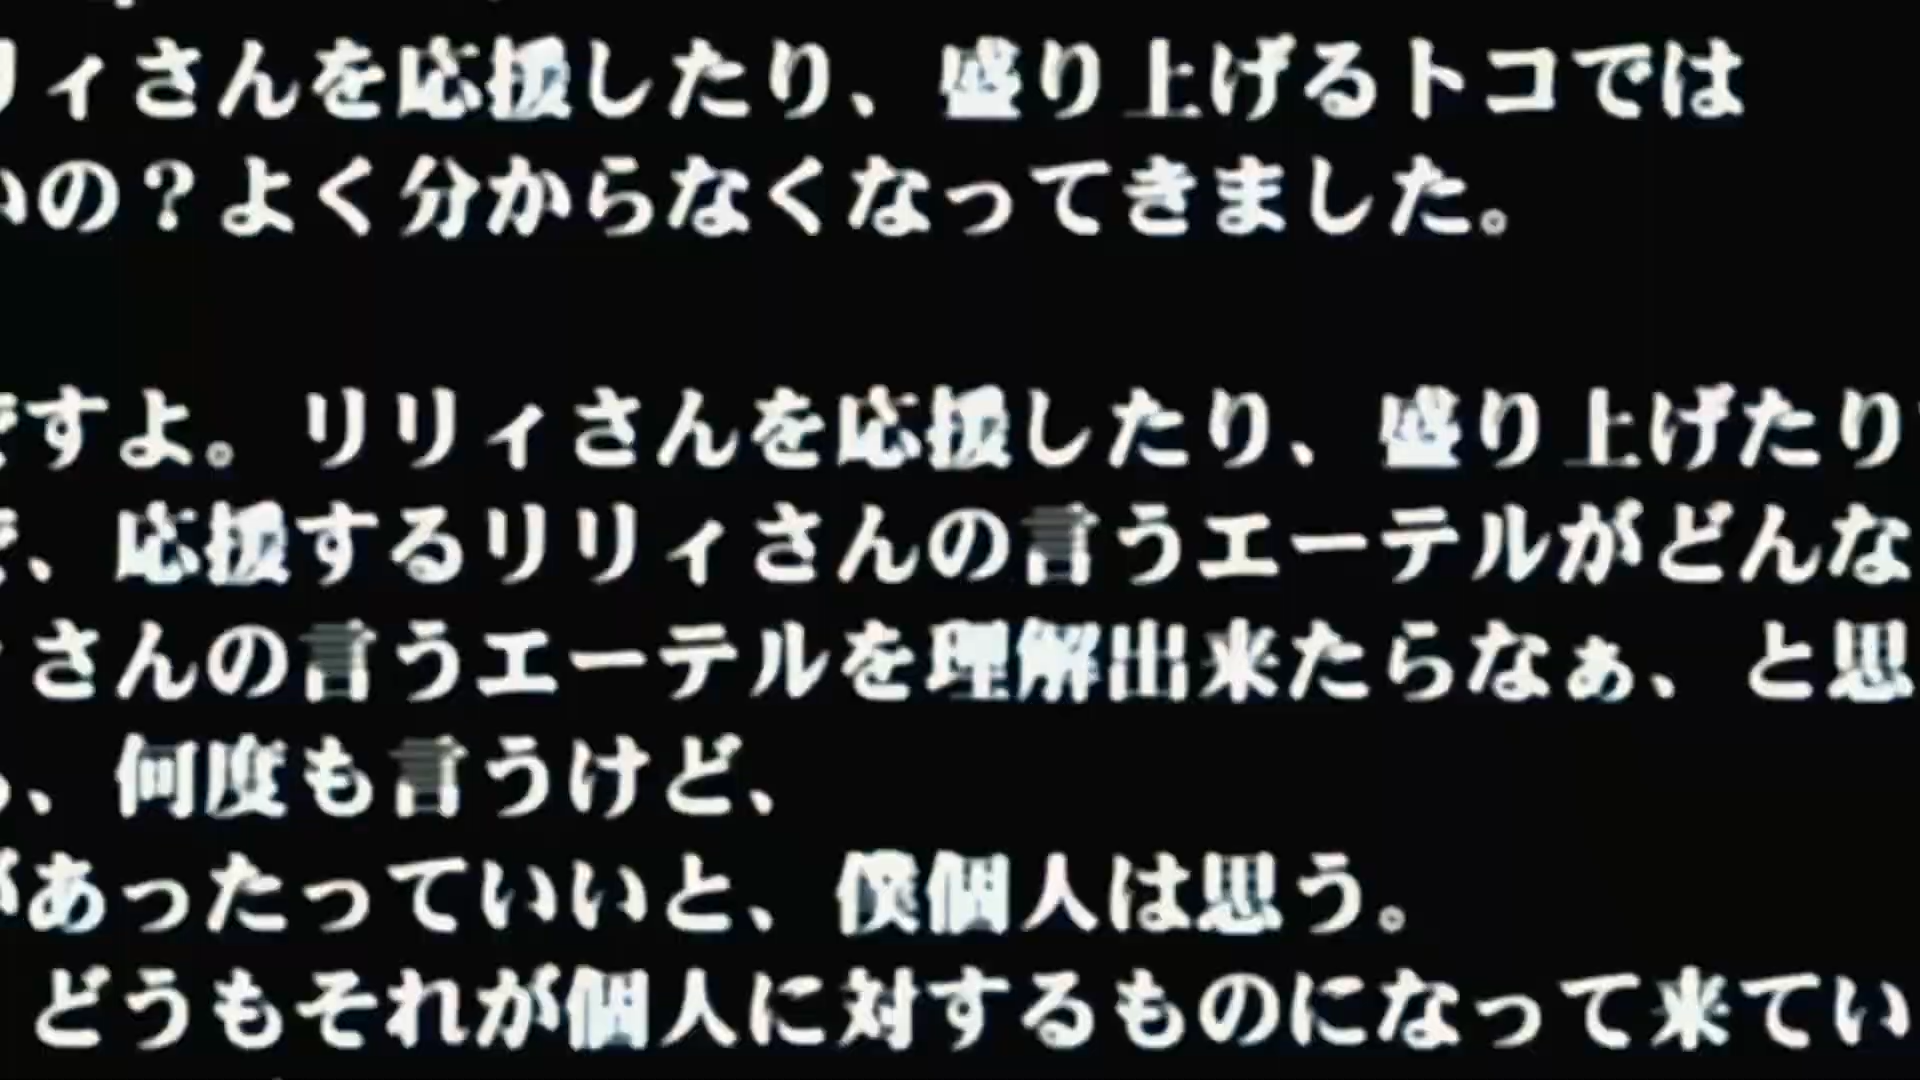 リィさんを応援したり、盛り上げるトコでは
いの?よく分からなくなってきました。
ですよ。リリィさんを応援したり、盛り上げたり
で、応援するリリィさんの言うエーテルがどんな
さんの言うエーテルを理解出来たらなぁ、と思
、何度も言うけど、
があったっていいと、僕個人は思う。
どうもそれが個人に対するものになって来てい